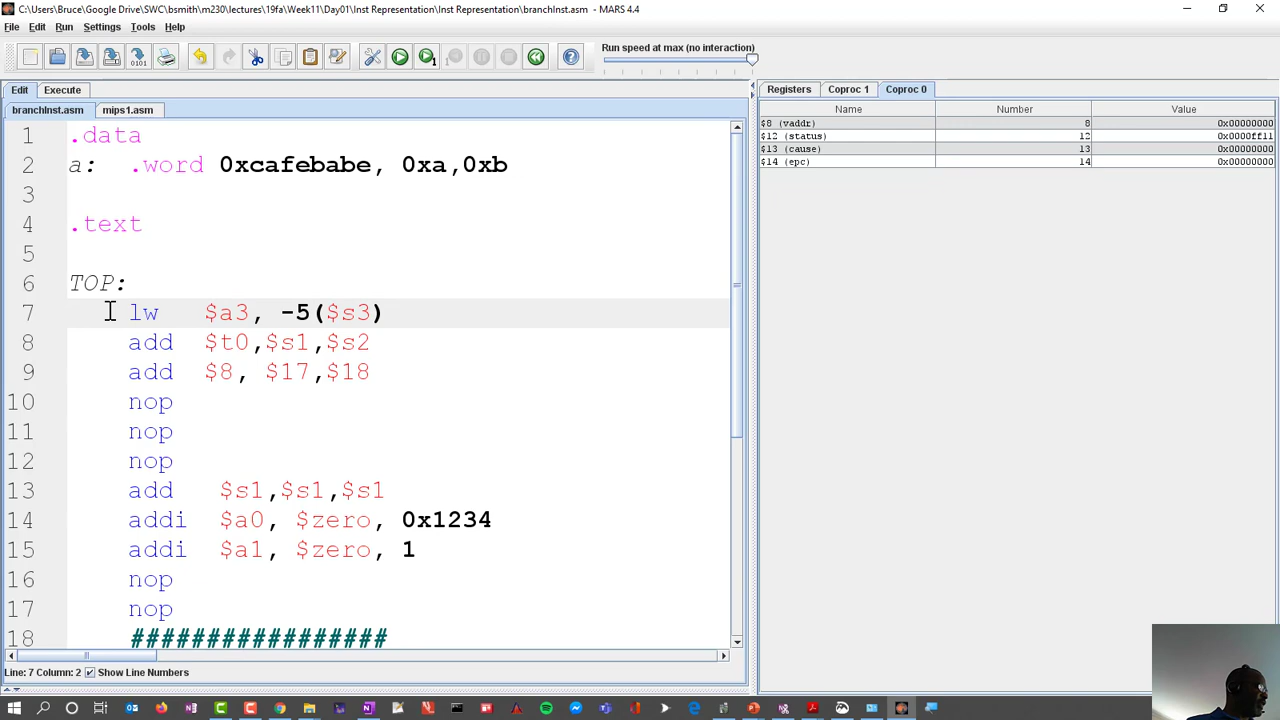 C:\Users\Bruce\Google Drive\SWC\bsmith\m230\lectures\19fa\Week11\Day01\Inst Representation\Inst Representation\branchInst.asm - MARS 4.4
File Edit Run Settings Tools Help
Run speed at max (no interaction)
Edit Execute
branchInst.asm mips1.asm
1 .data
2 a: .word 0xcafebabe, 0xa,0xb
3
4 .text
5
6 TOP:
7 lw $a3, -5($s3)
8 add $t0,$s1,$s2
9 add $8, $17,$18
10 nop
11 nop
12 nop
13 add $s1,$s1,$s1
14 addi $a0, $zero, 0x1234
15 addi $a1, $zero, 1
16 nop
17 nop
18 #################
Line: 7 Column: 2 Show Line Numbers
Registers Coproc 1 Coproc 0
Name Number Value
$8 (vaddr) 8 0x00000000
$12 (status) 12 0x0000ff11
$13 (cause) 13 0x00000000
$14 (epc) 14 0x00000000